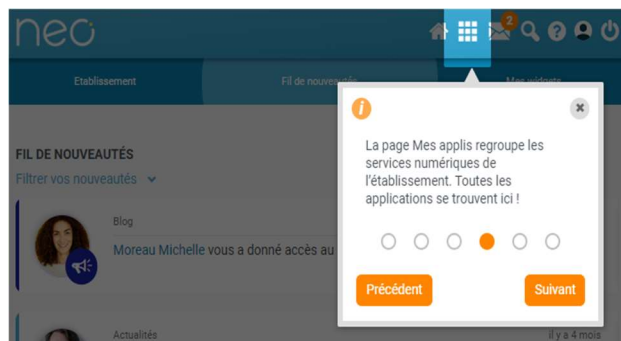 neo
2
Etablissement
Fil de nouveautés
Mes widgets
FIL DE NOUVEAUTÉS
Filtrer vos nouveautés
Blog
Moreau Michelle vous a donné accès au
Actualités
il y a 4 mois
i
La page Mes applis regroupe les
services numériques de
l'établissement. Toutes les
applications se trouvent ici !
Précédent
Suivant